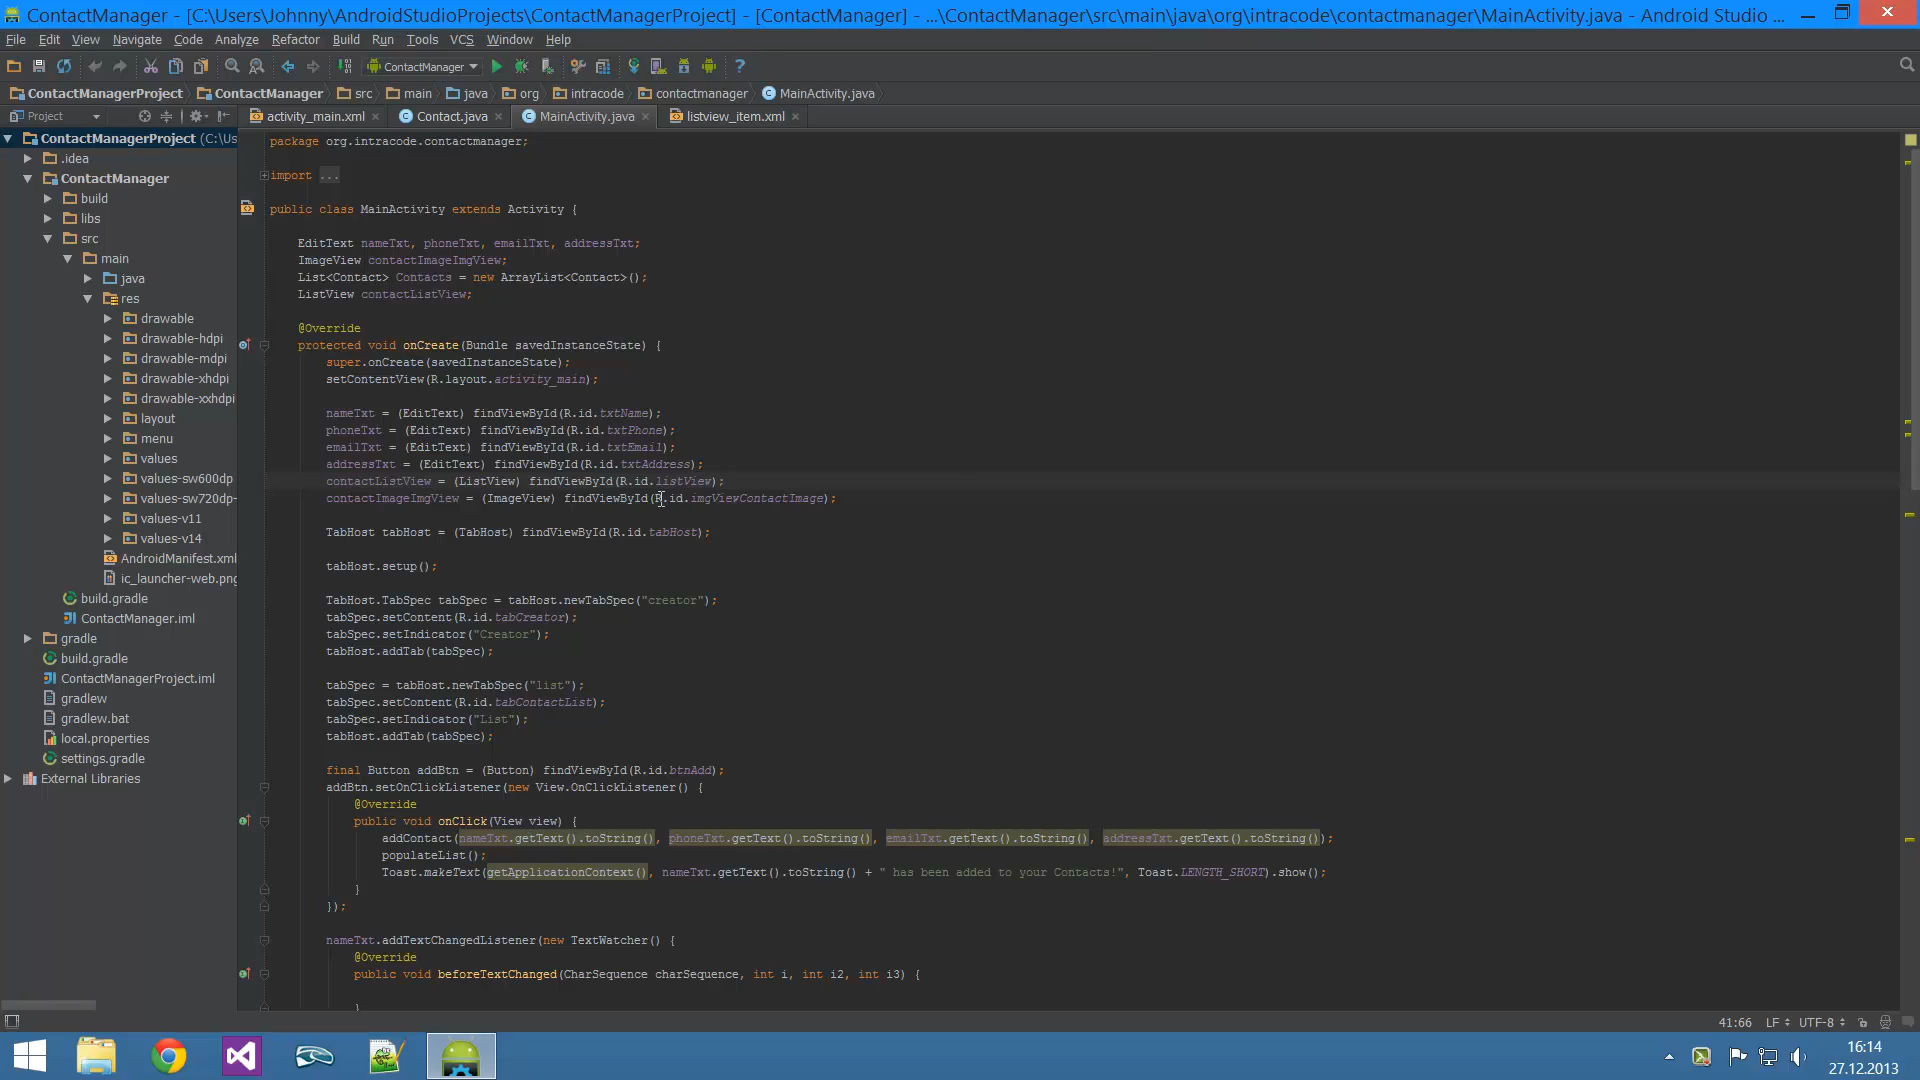 ContactManager - [C:\Users\Johnny\AndroidStudioProjects\ContactManagerProject] - [ContactManager] - ...\ContactManager\src\main\java\org\intracode\contactmanager\MainActivity.java - Android Studio ...
File Edit View Navigate Code Analyze Refactor Build Run Tools VCS Window Help
ContactManager
ContactManagerProject ContactManager src main java org intracode contactmanager MainActivity.java
Project
activity_main.xml Contact.java MainActivity.java listview_item.xml
ContactManagerProject (C:\Us
.idea
ContactManager
build
libs
src
main
java
res
drawable
drawable-hdpi
drawable-mdpi
drawable-xhdpi
drawable-xxhdpi
layout
menu
values
values-sw600dp
values-sw720dp-
values-v11
values-v14
AndroidManifest.xml
ic_launcher-web.png
build.gradle
ContactManager.iml
gradle
build.gradle
ContactManagerProject.iml
gradlew
gradlew.bat
local.properties
settings.gradle
External Libraries
package org.intracode.contactmanager;
import ...
public class MainActivity extends Activity {
EditText nameTxt, phoneTxt, emailTxt, addressTxt;
ImageView contactImageImgView;
List<Contact> Contacts = new ArrayList<Contact>();
ListView contactListView;
@Override
protected void onCreate(Bundle savedInstanceState) {
super.onCreate(savedInstanceState);
setContentView(R.layout.activity_main);
nameTxt = (EditText) findViewById(R.id.txtName);
phoneTxt = (EditText) findViewById(R.id.txtPhone);
emailTxt = (EditText) findViewById(R.id.txtEmail);
addressTxt = (EditText) findViewById(R.id.txtAddress);
contactListView = (ListView) findViewById(R.id.listView);
contactImageImgView = (ImageView) findViewById(R.id.imgViewContactImage);
TabHost tabHost = (TabHost) findViewById(R.id.tabHost);
tabHost.setup();
TabHost.TabSpec tabSpec = tabHost.newTabSpec("creator");
tabSpec.setContent(R.id.tabCreator);
tabSpec.setIndicator("Creator");
tabHost.addTab(tabSpec);
tabSpec = tabHost.newTabSpec("list");
tabSpec.setContent(R.id.tabContactList);
tabSpec.setIndicator("List");
tabHost.addTab(tabSpec);
final Button addBtn = (Button) findViewById(R.id.btnAdd);
addBtn.setOnClickListener(new View.OnClickListener() {
@Override
public void onClick(View view) {
addContact(nameTxt.getText().toString(), phoneTxt.getText().toString(), emailTxt.getText().toString(), addressTxt.getText().toString());
populateList();
Toast.makeText(getApplicationContext(), nameTxt.getText().toString() + " has been added to your Contacts!", Toast.LENGTH_SHORT).show();
}
});
nameTxt.addTextChangedListener(new TextWatcher() {
@Override
public void beforeTextChanged(CharSequence charSequence, int i, int i2, int i3) {
}
41:66 LF UTF-8
16:14
27.12.2013